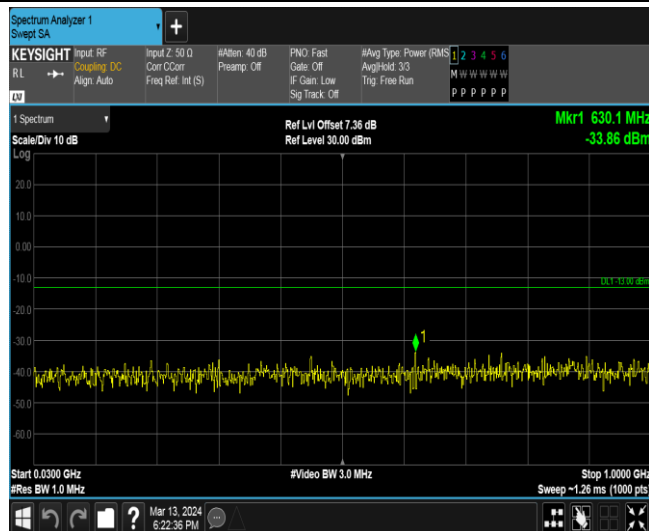 Spectrum Analyzer 1
Swept SA
+
KEYSIGHT
RL
LXI
Input: RF
Coupling: DC
Align: Auto
Input Z: 50 Ω
Corr CCorr
Freq Ref: Int (S)
#Atten: 40 dB
Preamp: Off
PNO: Fast
Gate: Off
IF Gain: Low
Sig Track: Off
#Avg Type: Power (RMS
Avg|Hold: 3/3
Trig: Free Run
1 2 3 4 5 6
M W W W W W
P P P P P P
1 Spectrum
Scale/Div 10 dB
Log
Ref Lvl Offset 7.36 dB
Ref Level 30.00 dBm
Mkr1 630.1 MHz
-33.86 dBm
20.0
10.0
0.00
-10.0
DL1 -13.00 dBm
-20.0
-30.0
1
-40.0
-50.0
-60.0
Start 0.0300 GHz
#Res BW 1.0 MHz
#Video BW 3.0 MHz
Stop 1.0000 GHz
Sweep ~1.26 ms (1000 pts)
?
Mar 13, 2024
6:22:36 PM